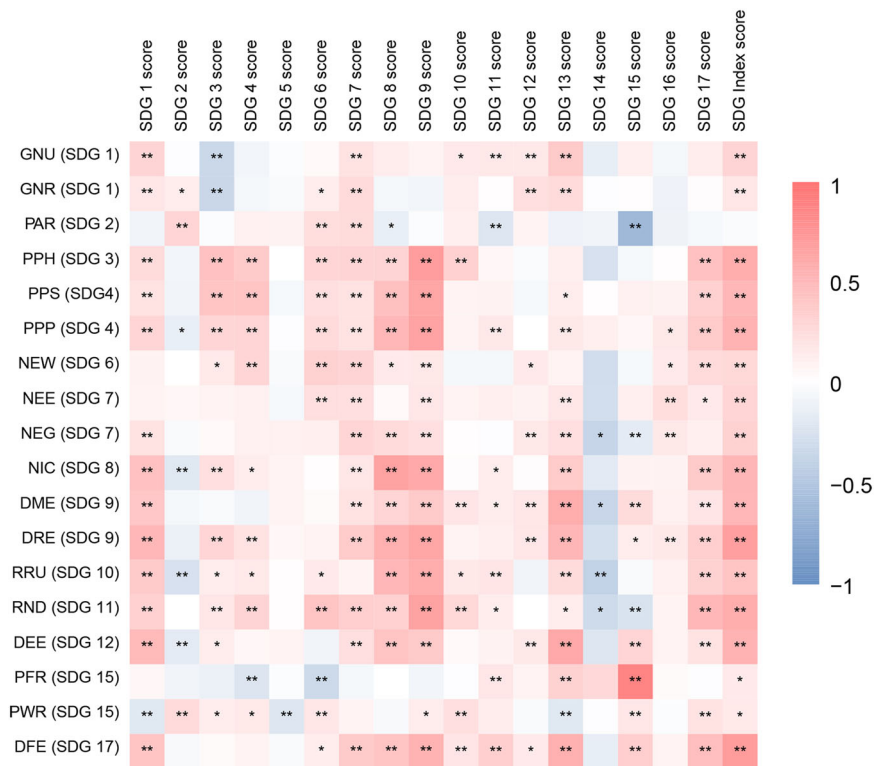 SDG 1 score
SDG 2 score
SDG 3 score
SDG 4 score
SDG 5 score
SDG 6 score
SDG 7 score
SDG 8 score
SDG 9 score
SDG 10 score
SDG 11 score
SDG 12 score
SDG 13 score
SDG 14 score
SDG 15 score
SDG 16 score
SDG 17 score
SDG Index score
GNU (SDG 1) ** ** ** * ** ** ** **
GNR (SDG 1) ** * ** * ** ** ** **
PAR (SDG 2) ** ** ** * ** **
PPH (SDG 3) ** ** ** ** ** ** ** ** ** **
PPS (SDG4) ** ** ** ** ** ** ** * ** **
PPP (SDG 4) ** * ** ** ** ** ** ** ** ** * ** **
NEW (SDG 6) * ** ** ** * ** * * ** **
NEE (SDG 7) ** ** ** ** ** * **
NEG (SDG 7) ** ** ** ** ** ** * ** ** **
NIC (SDG 8) ** ** ** * ** ** ** * ** ** **
DME (SDG 9) ** ** ** ** ** * ** ** * ** ** **
DRE (SDG 9) ** ** ** ** ** ** ** ** * ** ** **
RRU (SDG 10) ** ** * * * ** ** * ** ** ** ** **
RND (SDG 11) ** ** ** ** ** ** ** ** * * * ** ** **
DEE (SDG 12) ** ** * ** ** ** ** ** ** ** **
PFR (SDG 15) ** ** ** ** ** *
PWR (SDG 15) ** ** * * ** ** * ** ** ** ** *
DFE (SDG 17) ** * ** ** ** ** ** * ** ** ** **
1
0.5
0
−0.5
−1